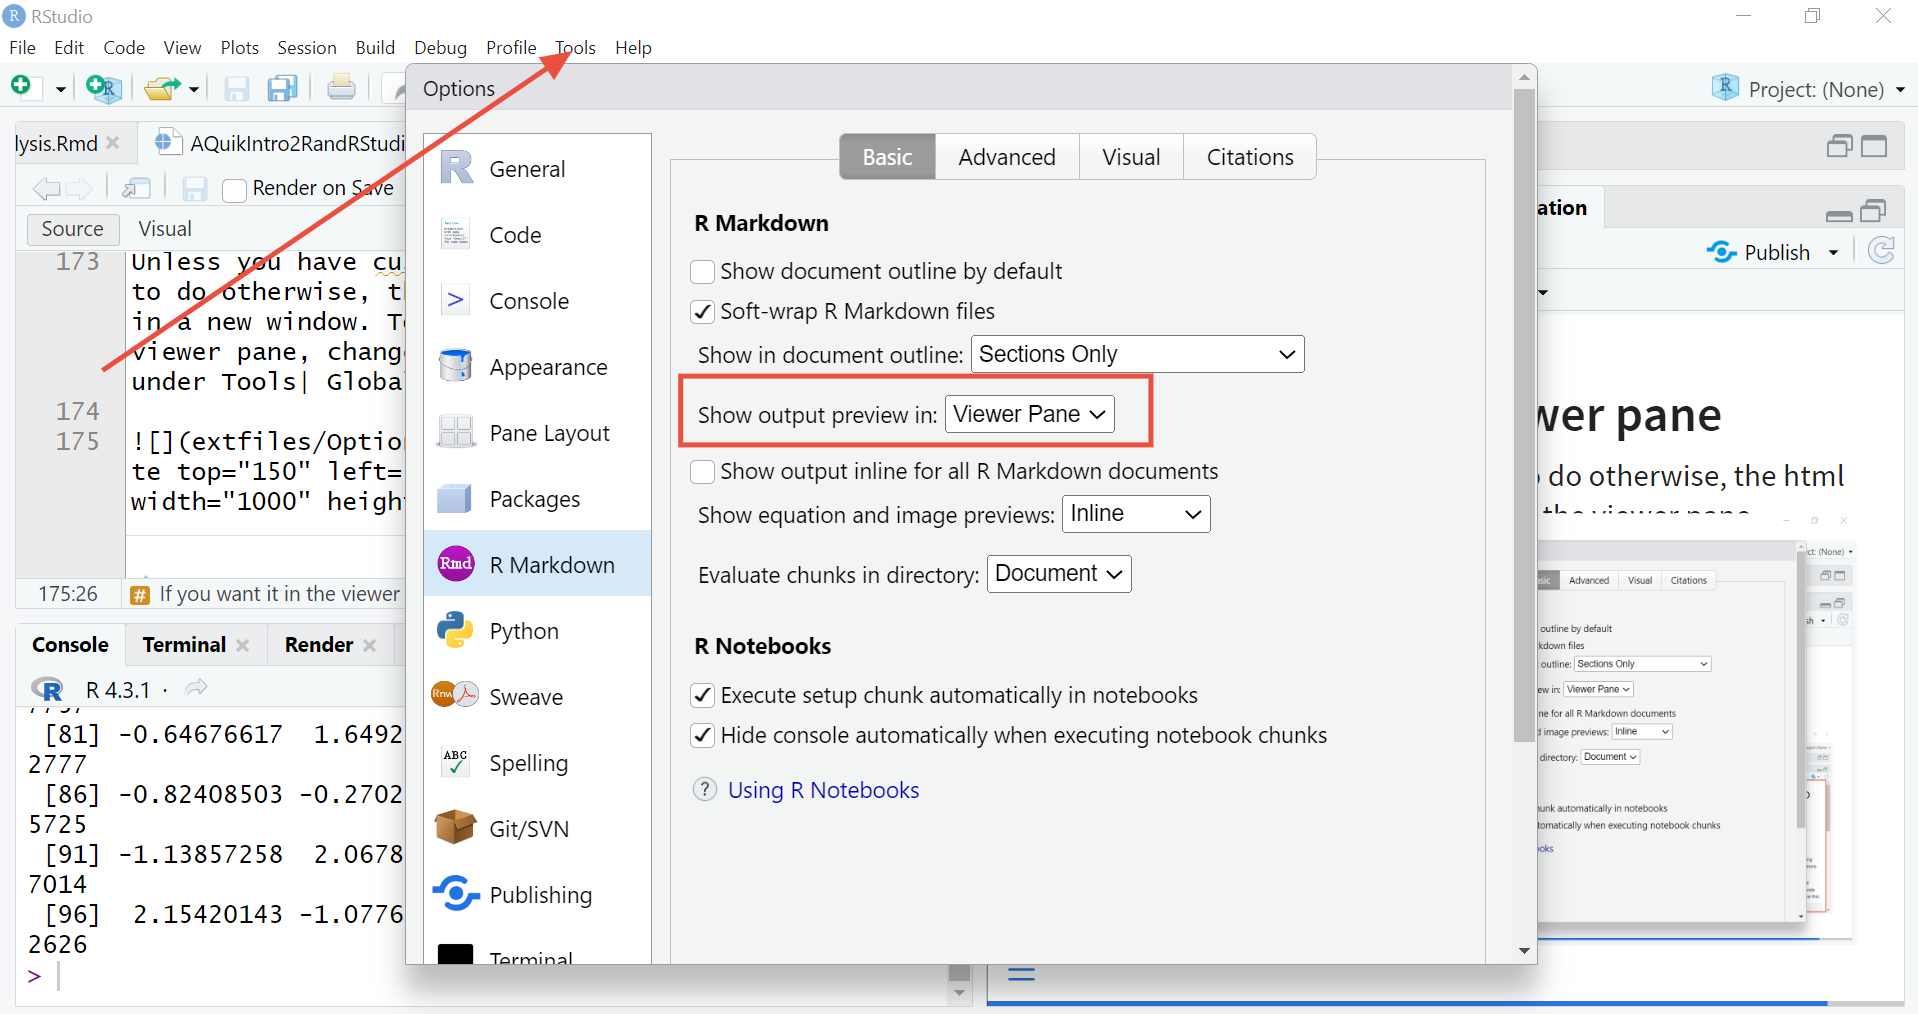 RStudio
File Edit Code View Plots Session Build Debug Profile Tools Help
Project: (None)
lysis.Rmd
AQuikIntro2RandRStudi
Render on Save
Source Visual
173 Unless you have cu
to do otherwise, t
in a new window. T
viewer pane, chang
under Tools| Globa
174
175 ![](extfiles/Optio
te top="150" left=
width="1000" heigh
175:26 # If you want it in the viewer
Console Terminal Render
R 4.3.1 ·
[81] -0.64676617 1.6492
2777
[86] -0.82408503 -0.2702
5725
[91] -1.13857258 2.0678
7014
[96] 2.15420143 -1.0776
2626
>
Options
General
Code
Console
Appearance
Pane Layout
Packages
Rmd R Markdown
Python
Rnw Sweave
ABC Spelling
Git/SVN
Publishing
Terminal
Basic Advanced Visual Citations
R Markdown
Show document outline by default
Soft-wrap R Markdown files
Show in document outline: Sections Only
Show output preview in: Viewer Pane
Show output inline for all R Markdown documents
Show equation and image previews: Inline
Evaluate chunks in directory: Document
R Notebooks
Execute setup chunk automatically in notebooks
Hide console automatically when executing notebook chunks
? Using R Notebooks
ation
Publish
wer pane
do otherwise, the html
the viewer pane
ct: (None)
sic Advanced Visual Citations
sh
outline by default
kdown files
outline: Sections Only
ew in: Viewer Pane
ne for all R Markdown documents
image previews: Inline
directory: Document
unk automatically in notebooks
tomatically when executing notebook chunks
oks